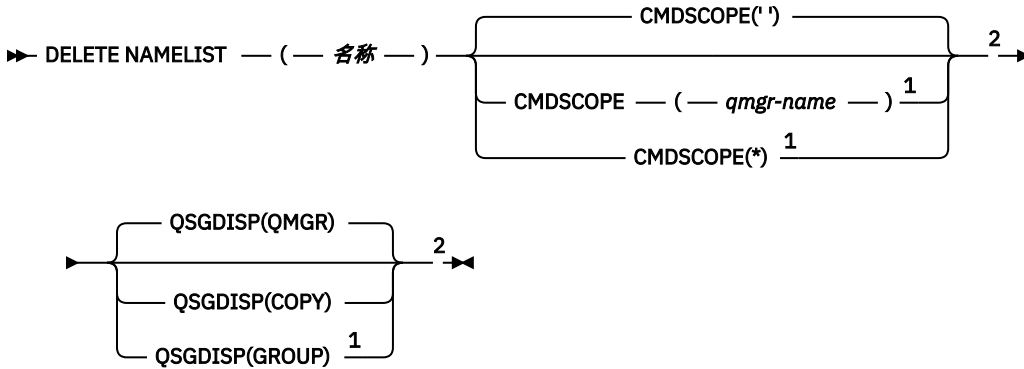 CMDSCOPE(' ')
DELETE NAMELIST ( 名称 ) 2
CMDSCOPE ( qmgr-name ) 1
CMDSCOPE(*) 1
QSGDISP(QMGR)
2
QSGDISP(COPY)
QSGDISP(GROUP) 1